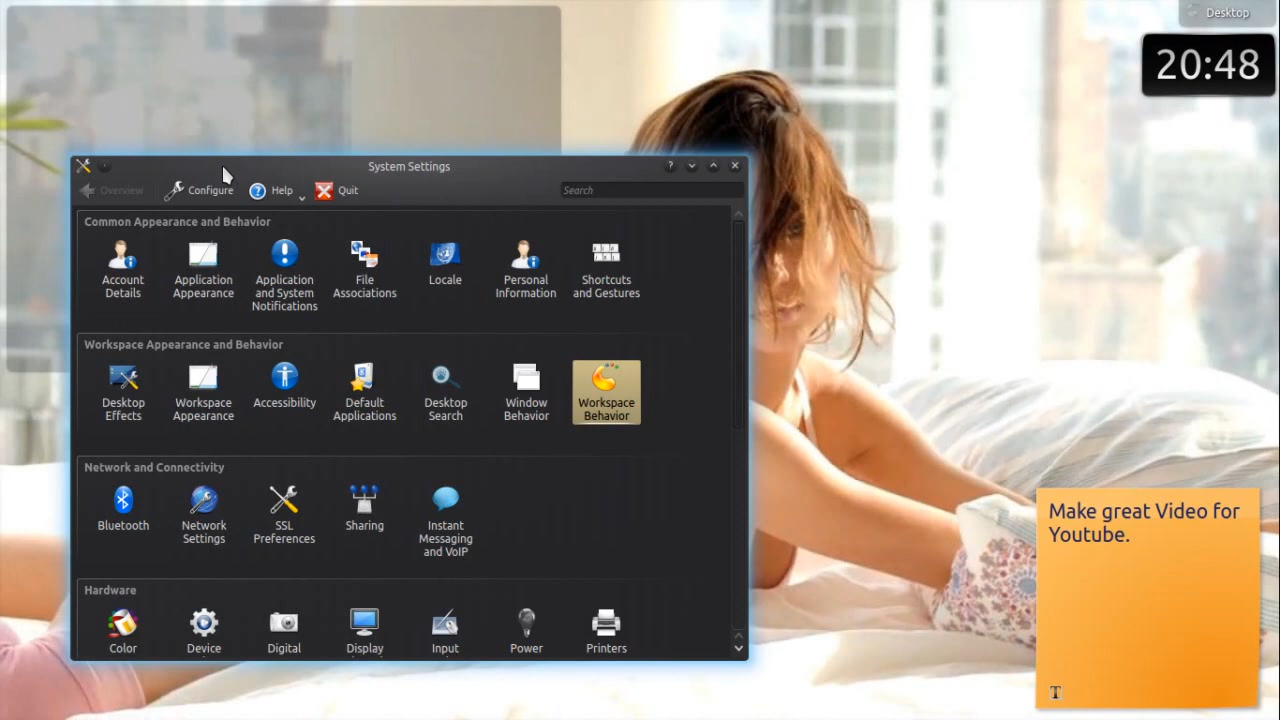 Desktop
20:48
System Settings
Overview
Configure
Help
Quit
Search
Common Appearance and Behavior
Account
Details
Application
Appearance
Application
and System
Notifications
File
Associations
Locale
Personal
Information
Shortcuts
and Gestures
Workspace Appearance and Behavior
Desktop
Effects
Workspace
Appearance
Accessibility
Default
Applications
Desktop
Search
Window
Behavior
Workspace
Behavior
Network and Connectivity
Bluetooth
Network
Settings
SSL
Preferences
Sharing
Instant
Messaging
and VoIP
Hardware
Color
Device
Digital
Display
Input
Power
Printers
Make great Video for
Youtube.